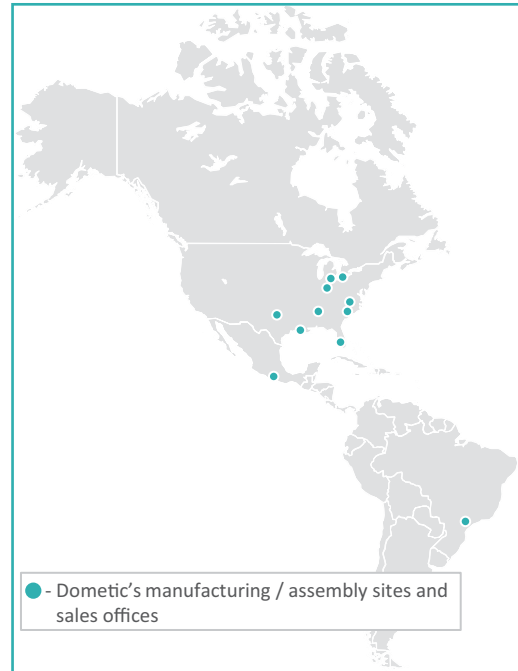 - Dometic’s manufacturing / assembly sites and
sales offices